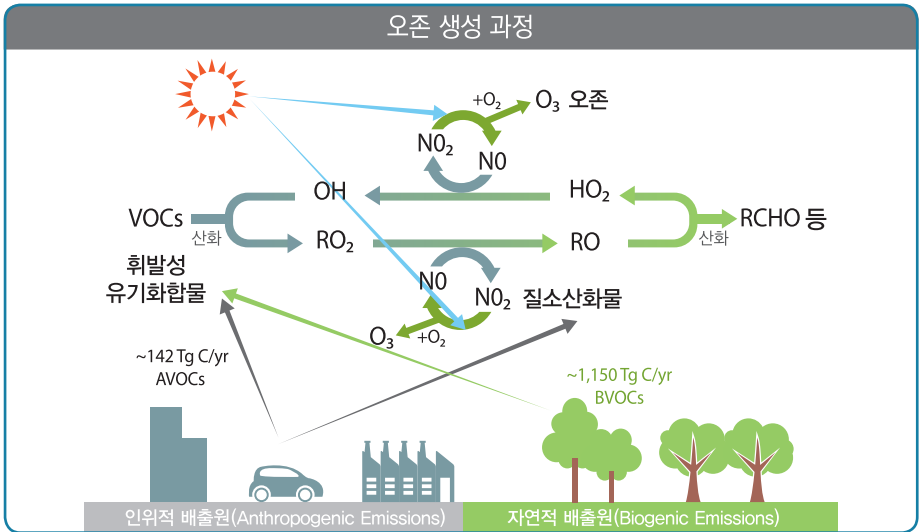 오존 생성 과정
+O₂
O₃ 오존
N0₂
N0
OH
HO₂
VOCs
산화
RCHO 등
산화
RO₂
RO
휘발성
유기화합물
N0
N0₂
질소산화물
O₃
+O₂
~142 Tg C/yr
AVOCs
~1,150 Tg C/yr
BVOCs
인위적 배출원(Anthropogenic Emissions)
자연적 배출원(Biogenic Emissions)